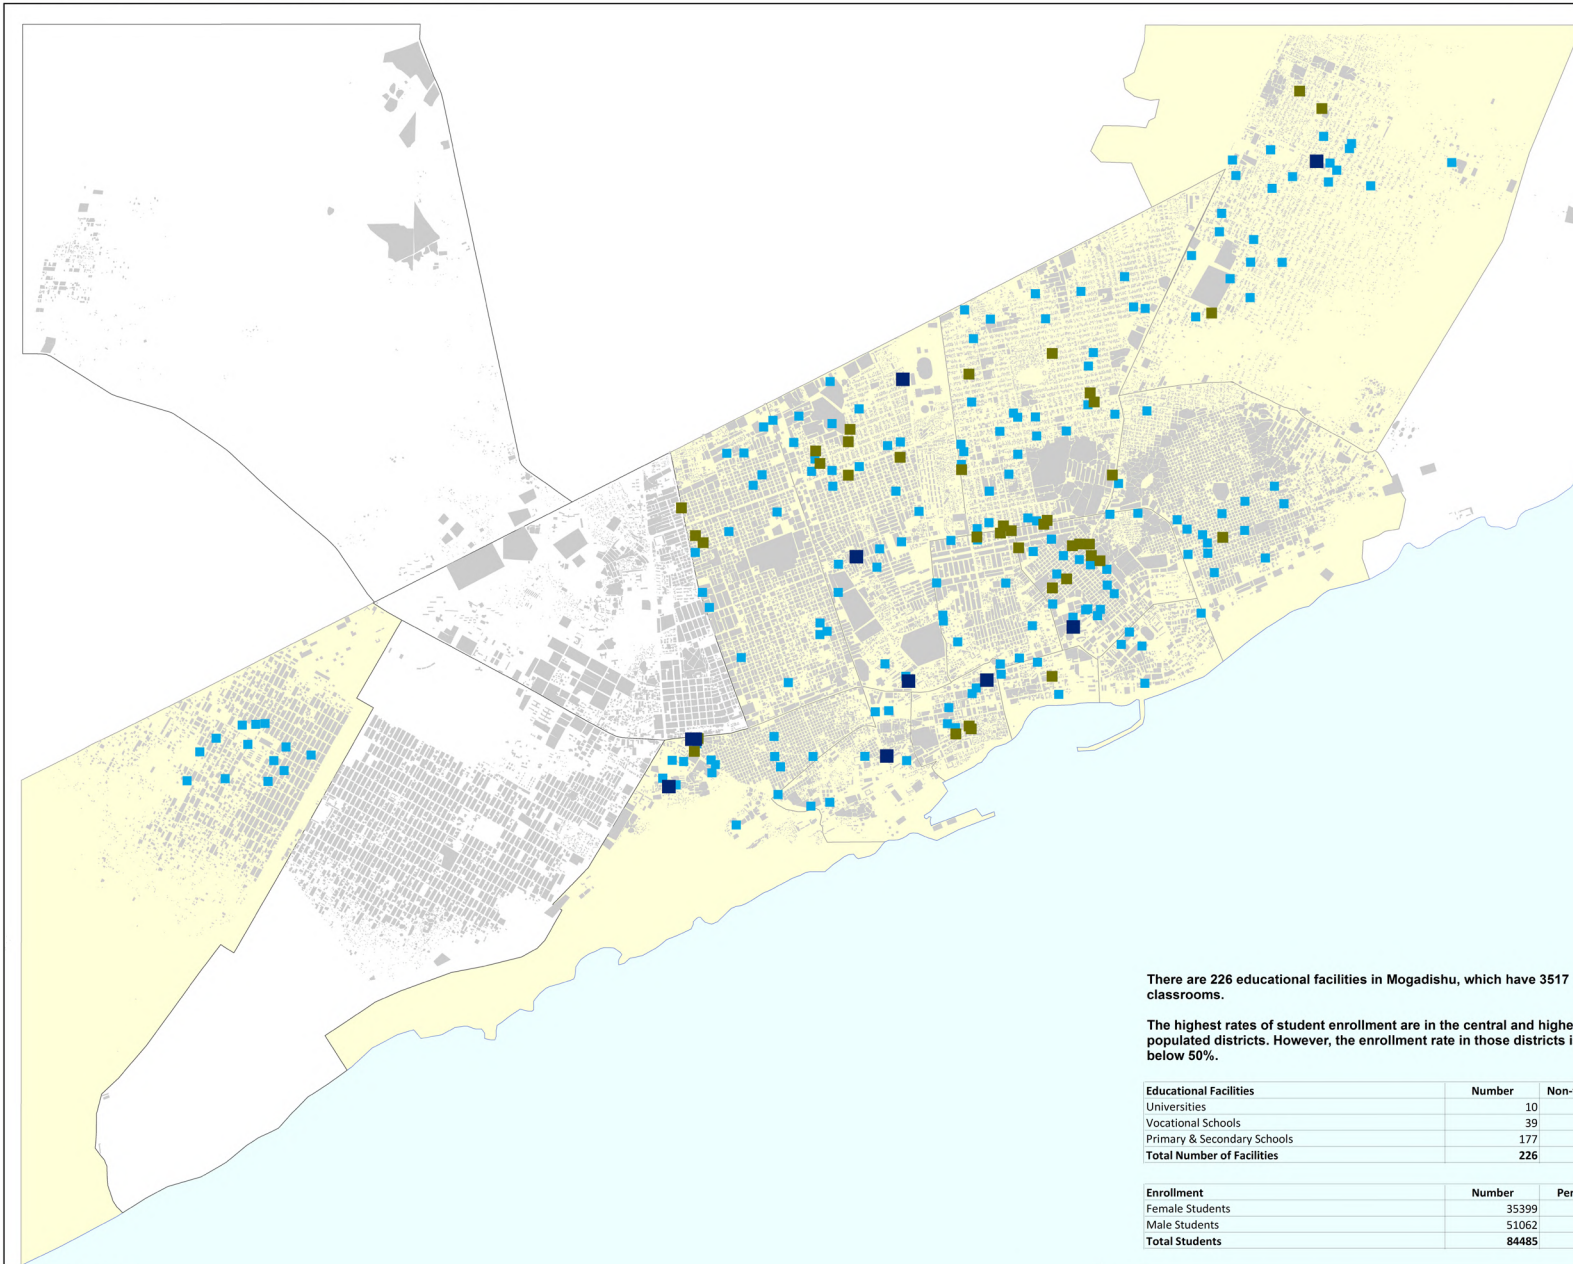 There are 226 educational facilities in Mogadishu, which have 3517
classrooms.
The highest rates of student enrollment are in the central and highe
populated districts. However, the enrollment rate in those districts i
below 50%.
Educational Facilities Number Non-
Universities 10
Vocational Schools 39
Primary & Secondary Schools 177
Total Number of Facilities 226
Enrollment Number Per
Female Students 35399
Male Students 51062
Total Students 84485